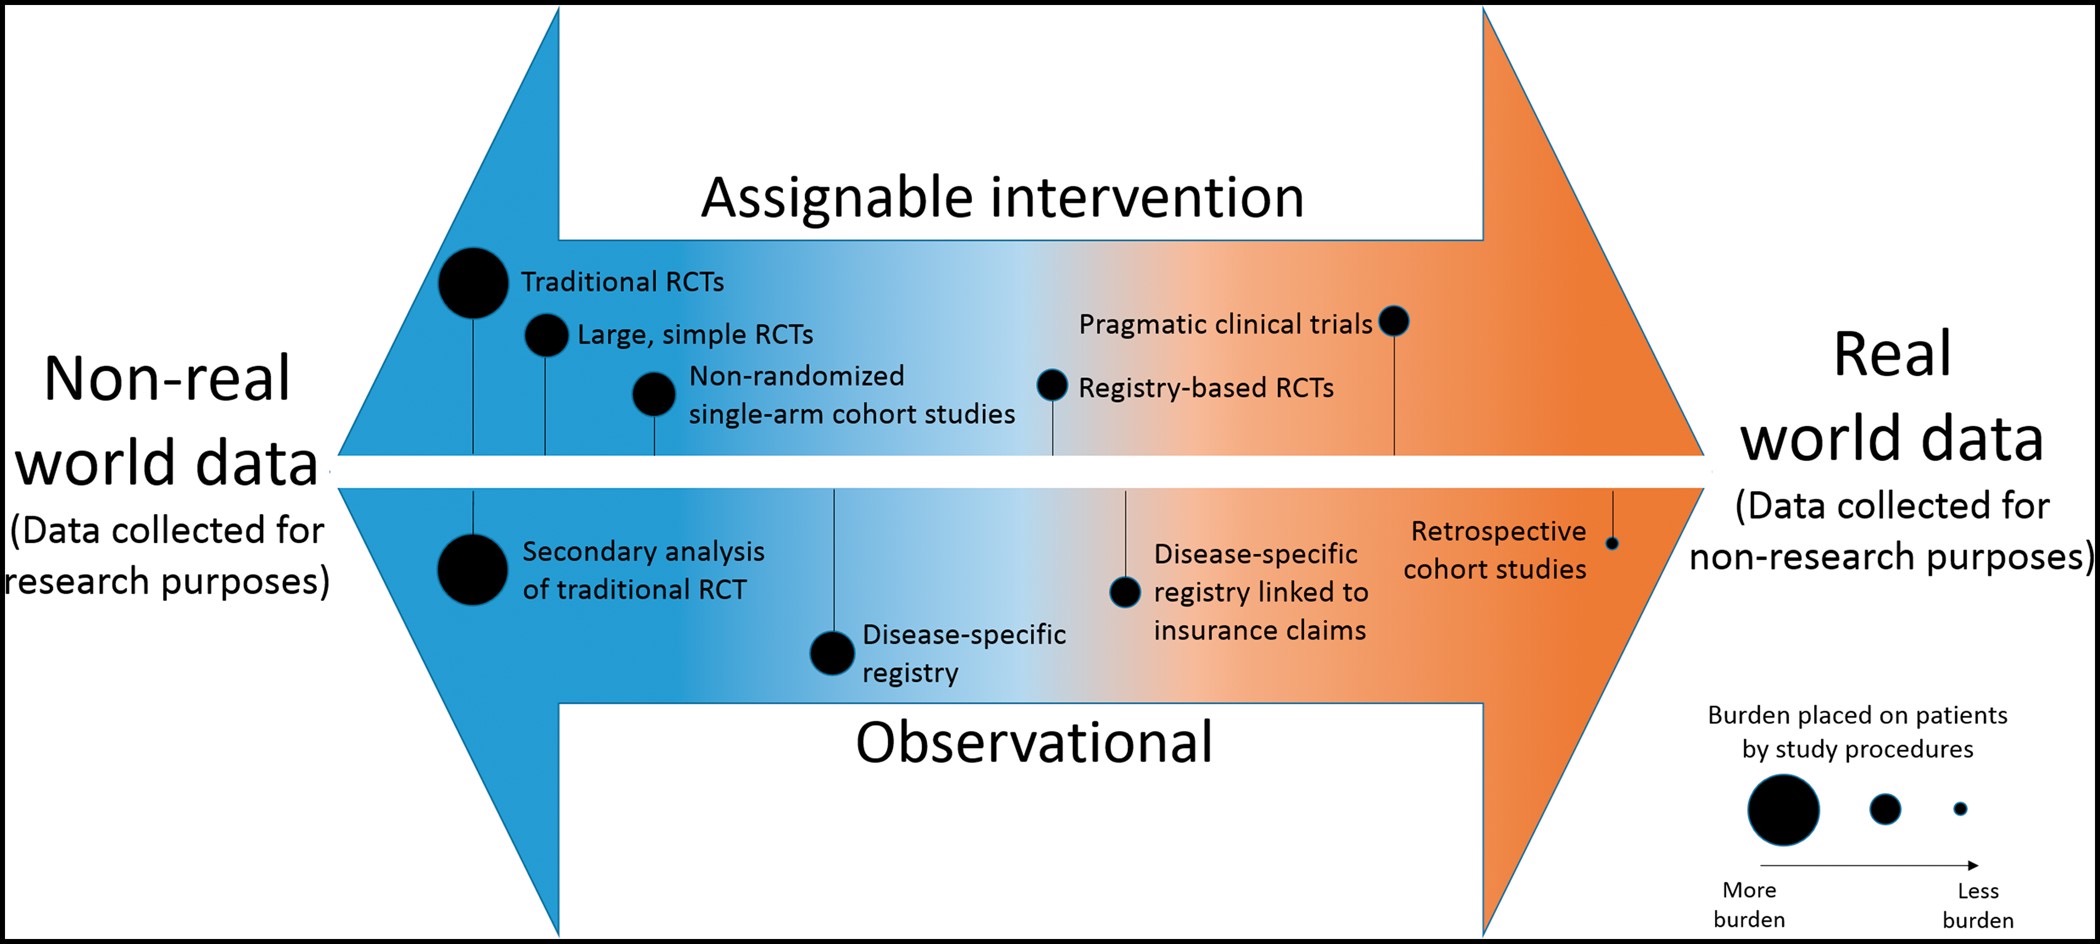 Assignable intervention
Traditional RCTs
Large, simple RCTs
Non-randomized
single-arm cohort studies
Pragmatic clinical trials
Registry-based RCTs
Non-real
world data
(Data collected for
research purposes)
Real
world data
(Data collected for
non-research purposes)
Secondary analysis
of traditional RCT
Disease-specific
registry
Disease-specific
registry linked to
insurance claims
Retrospective
cohort studies
Observational
Burden placed on patients
by study procedures
More
burden
Less
burden